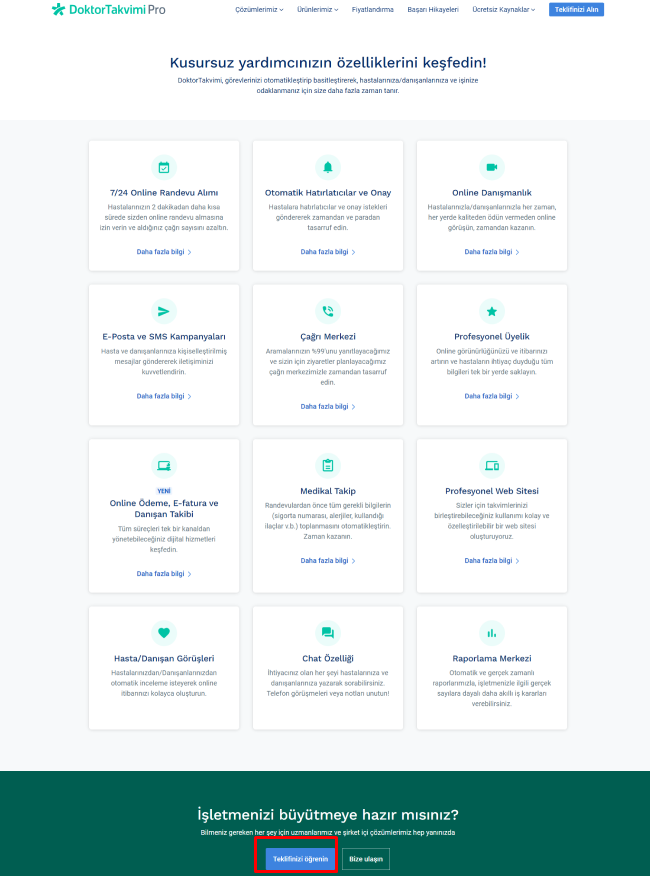 DoktorTakvimi Pro
Çözümlerimiz Ürünlerimiz Fiyatlandırma Başarı Hikayeleri Ücretsiz Kaynaklar Teklifinizi Alın
Kusursuz yardımcınızın özelliklerini keşfedin!
DoktorTakvimi, görevlerinizi otomatikleştirip basitleştirerek, hastalarınıza/danışanlarınıza ve işinize
odaklanmanız için size daha fazla zaman tanır.
7/24 Online Randevu Alımı
Hastalarınızın 2 dakikadan daha kısa
sürede sizden online randevu almasına
izin verin ve aldığınız çağrı sayısını azaltın.
Daha fazla bilgi
Otomatik Hatırlatıcılar ve Onay
Hastalara hatırlatıcılar ve onay istekleri
göndererek zamandan ve paradan
tasarruf edin.
Daha fazla bilgi
Online Danışmanlık
Hastalarınızla/danışanlarınızla her zaman,
her yerde kaliteden ödün vermeden online
görüşün, zamandan kazanın.
Daha fazla bilgi
E-Posta ve SMS Kampanyaları
Hasta ve danışanlarınıza kişiselleştirilmiş
mesajlar göndererek iletişiminizi
kuvvetlendirin.
Daha fazla bilgi
Çağrı Merkezi
Aramalarınızın %99'unu yanıtlayacağımız
ve sizin için ziyaretler planlayacağımız
çağrı merkezimizle zamandan tasarruf
edin.
Daha fazla bilgi
Profesyonel Üyelik
Online görünürlüğünüzü ve itibarınızı
artırın ve hastaların ihtiyaç duyduğu tüm
bilgileri tek bir yerde saklayın.
Daha fazla bilgi
YENİ
Online Ödeme, E-fatura ve
Danışan Takibi
Tüm süreçleri tek bir kanaldan
yönetebileceğiniz dijital hizmetleri
keşfedin.
Daha fazla bilgi
Medikal Takip
Randevulardan önce tüm gerekli bilgilerin
(sigorta numarası, alerjiler, kullandığı
ilaçlar v.b.) toplanmasını otomatikleştirin.
Zaman kazanın.
Daha fazla bilgi
Profesyonel Web Sitesi
Sizler için takvimlerinizi
birleştirebileceğiniz kullanımı kolay ve
özelleştirilebilir bir web sitesi
oluşturuyoruz.
Daha fazla bilgi
Hasta/Danışan Görüşleri
Hastalarınızdan/Danışanlarınızdan
otomatik inceleme isteyerek online
itibarınızı kolayca oluşturun.
Chat Özelliği
İhtiyacınız olan her şeyi hastalarınıza ve
danışanlarınıza yazarak sorabilirsiniz.
Telefon görüşmeleri veya notları unutun!
Raporlama Merkezi
Otomatik ve gerçek zamanlı
raporlarımızla, işletmenizle ilgili gerçek
sayılara dayalı daha akıllı iş kararları
verebilirsiniz.
İşletmenizi büyütmeye hazır mısınız?
Bilmeniz gereken her şey için uzmanlarımız ve şirket içi çözümlerimiz hep yanınızda
Teklifinizi öğrenin Bize ulaşın